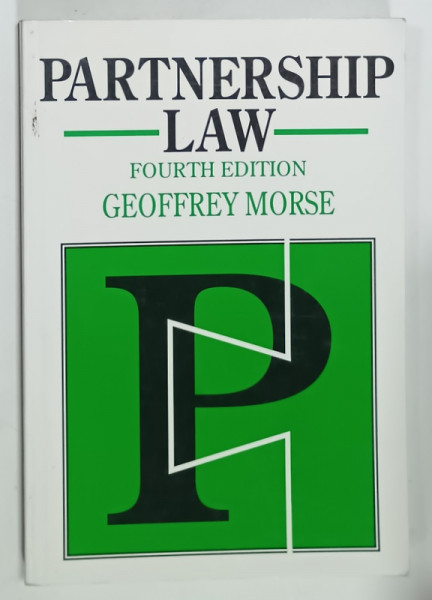 PARTNERSHIP
LAW
FOURTH EDITION
GEOFFREY MORSE
P